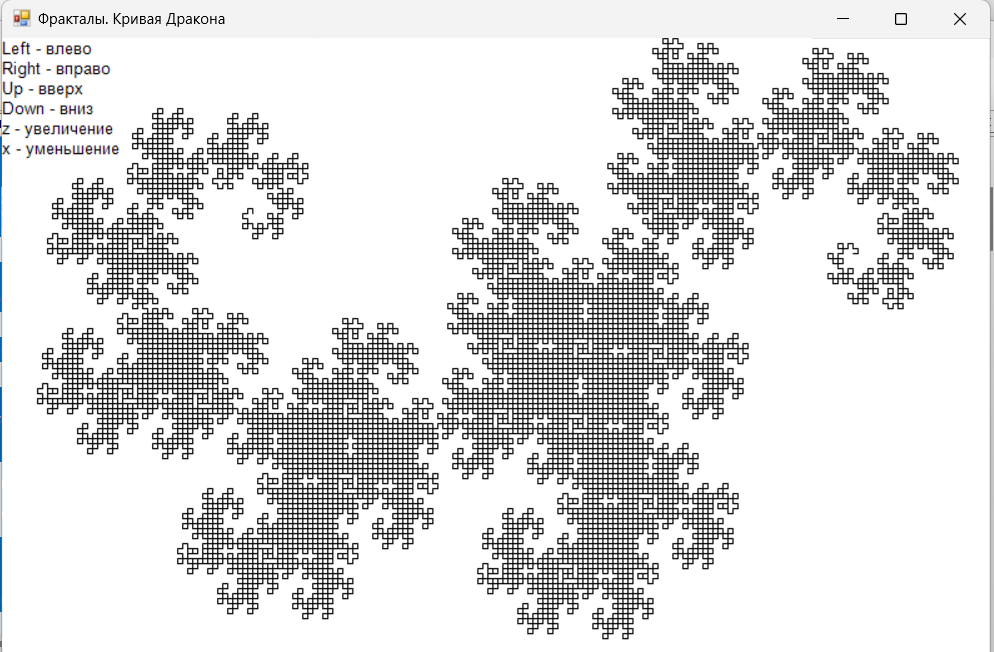 Фракталы. Кривая Дракона
Left - влево
Right - вправо
Up - вверх
Down - вниз
z - увеличение
x - уменьшение